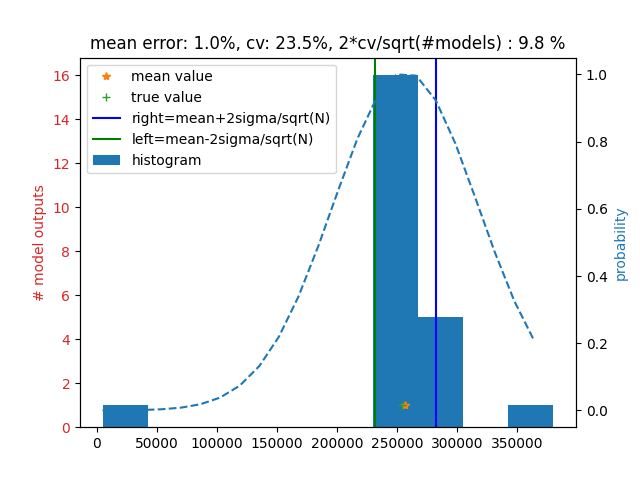 mean error: 1.0%, cv: 23.5%, 2*cv/sqrt(#models) : 9.8 %
mean value
true value
right=mean+2sigma/sqrt(N)
left=mean-2sigma/sqrt(N)
histogram
# model outputs
16
14
12
10
8
6
4
2
0
1.0
0.8
0.6
0.4
0.2
0.0
probability
0 50000 100000 150000 200000 250000 300000 350000